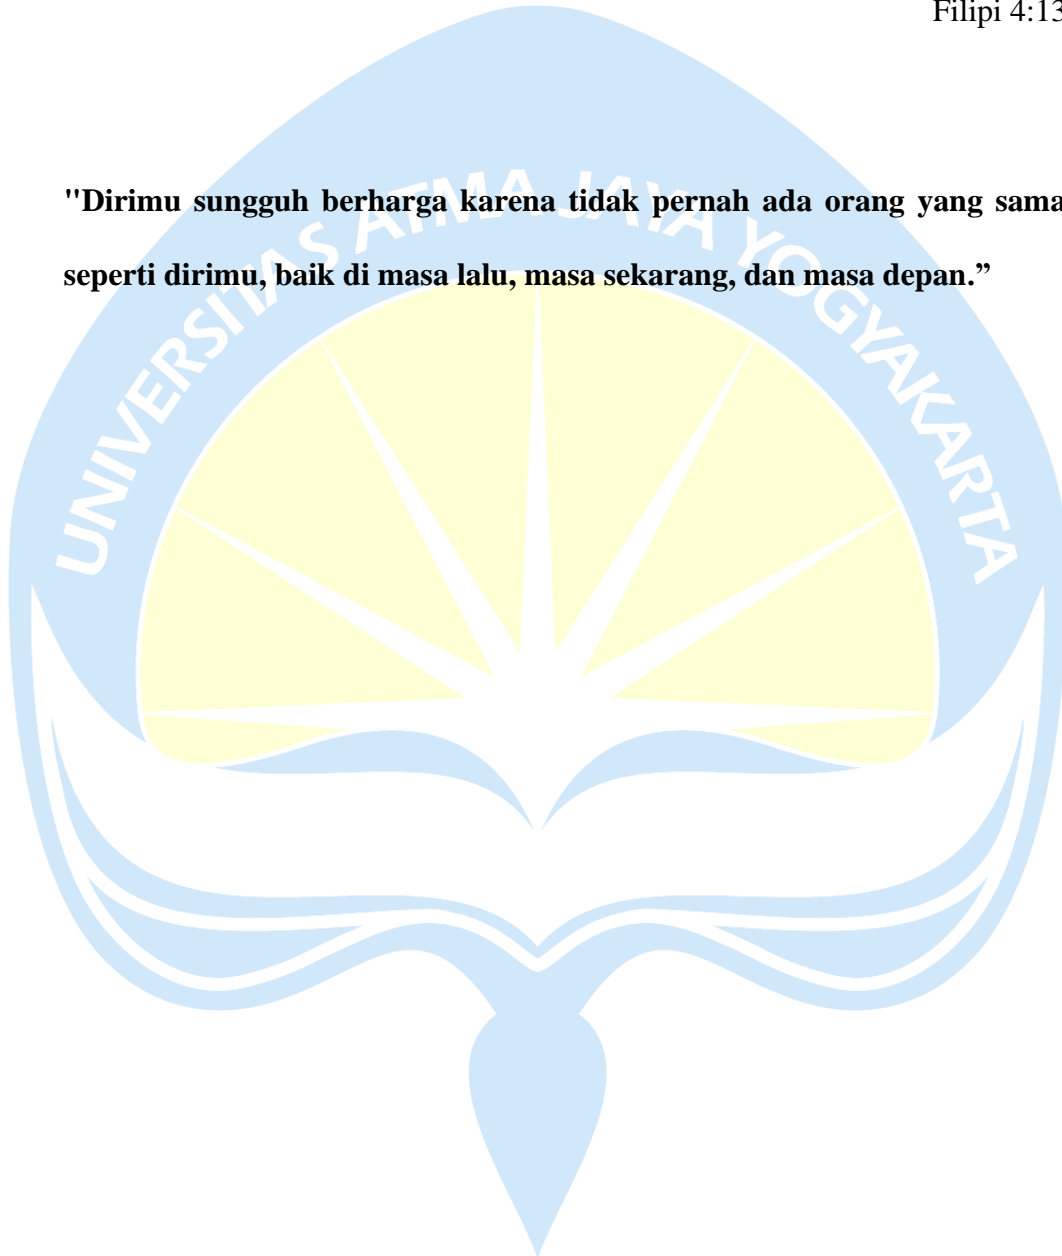 Filipi 4:13
"Dirimu sungguh berharga karena tidak pernah ada orang yang sama
seperti dirimu, baik di masa lalu, masa sekarang, dan masa depan.”
UNIVERSITAS ATMA JAYA YOGYAKARTA